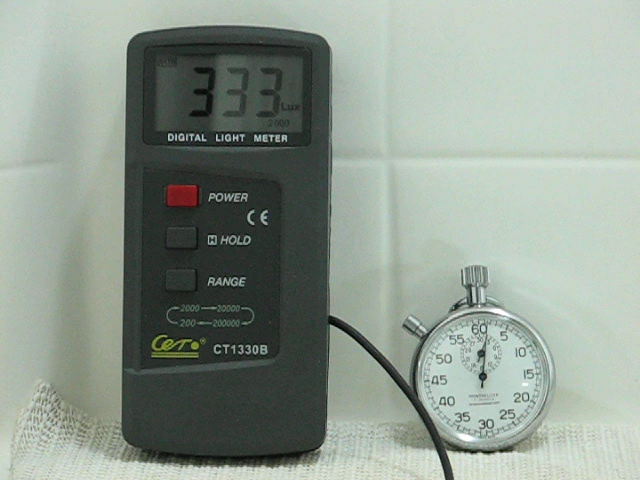 333
Lux
2000
DIGITAL LIGHT METER
POWER
CE
H HOLD
RANGE
2000 20000
200 200000
Ceto ®
CT1330B
60
55 5
50 10
45 15
40 20
35 25
30